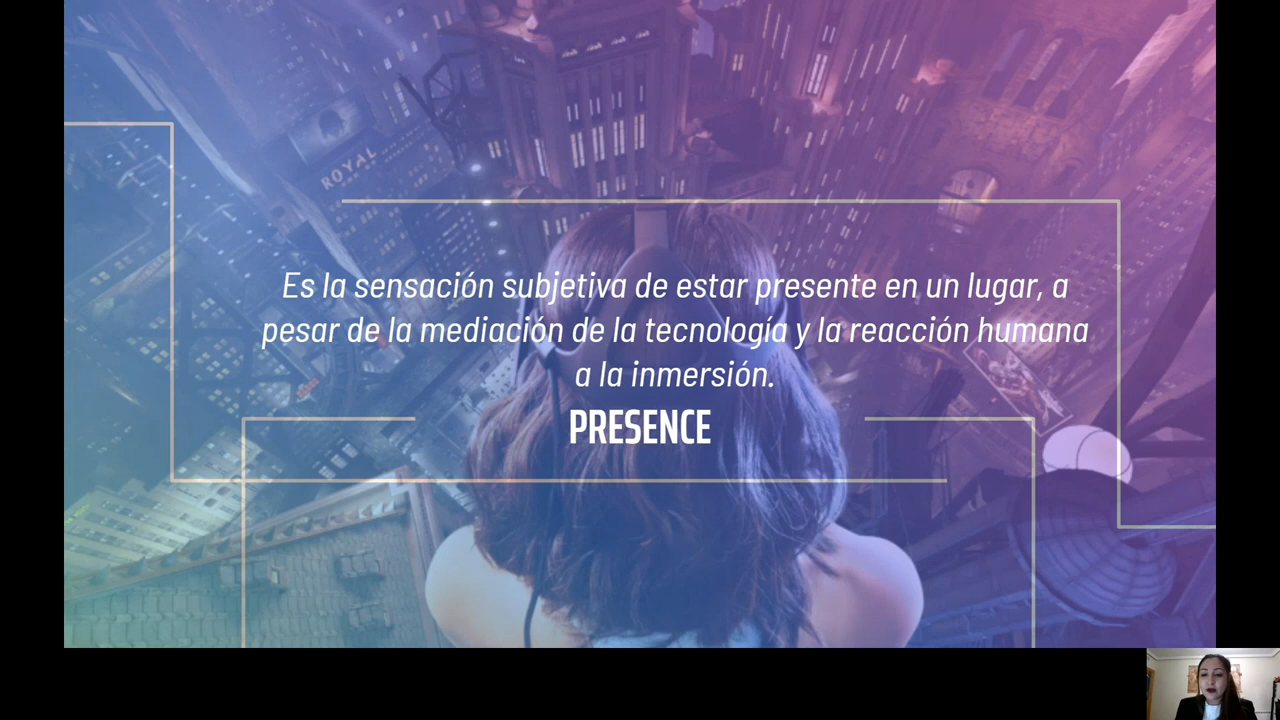 ROYAL
Es la sensación subjetiva de estar presente en un lugar, a
pesar de la mediación de la tecnología y la reacción humana
a la inmersión.
PRESENCE